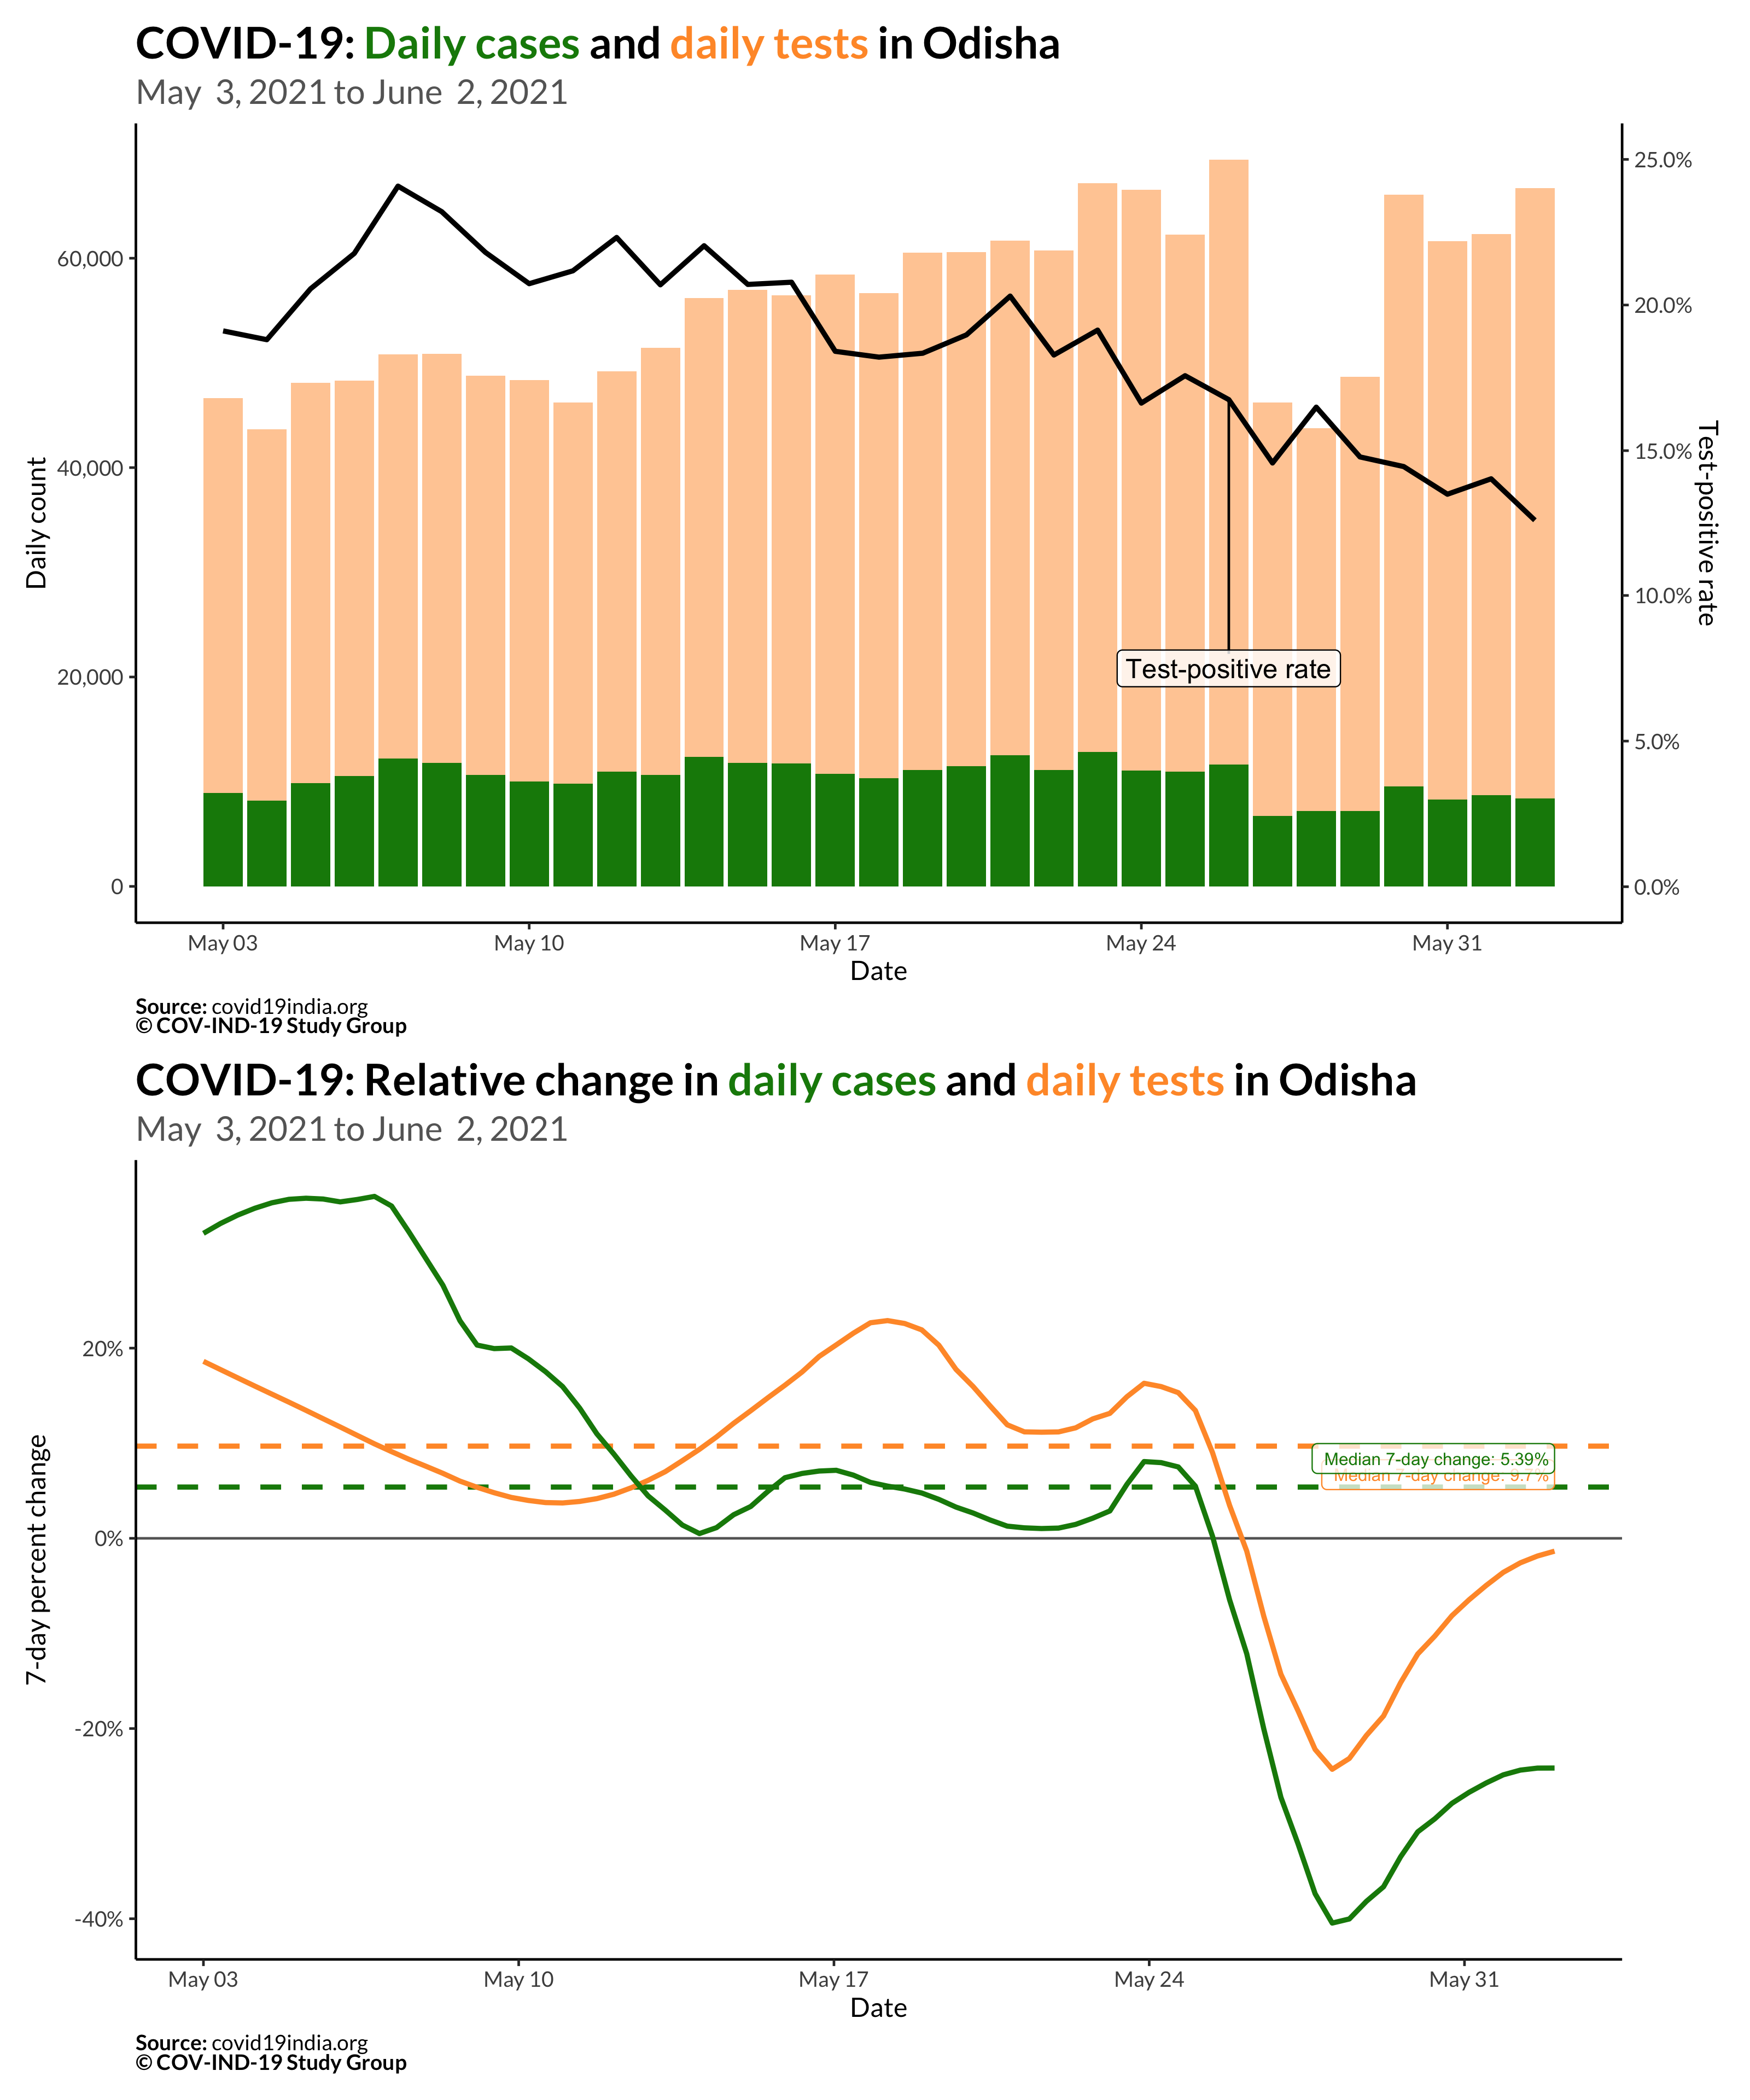 COVID-19: Daily cases and daily tests in Odisha
May 3, 2021 to June 2, 2021
Daily count
60,000
40,000
20,000
0
25.0%
20.0%
15.0%
10.0%
5.0%
0.0%
Test-positive rate
Test-positive rate
May 03
May 10
May 17
May 24
May 31
Date
Source: covid19india.org
© COV-IND-19 Study Group
COVID-19: Relative change in daily cases and daily tests in Odisha
May 3, 2021 to June 2, 2021
7-day percent change
20%
0%
-20%
-40%
Median 7-day change: 5.39%
Median 7-day change: 9.7%
May 03
May 10
May 17
May 24
May 31
Date
Source: covid19india.org
© COV-IND-19 Study Group